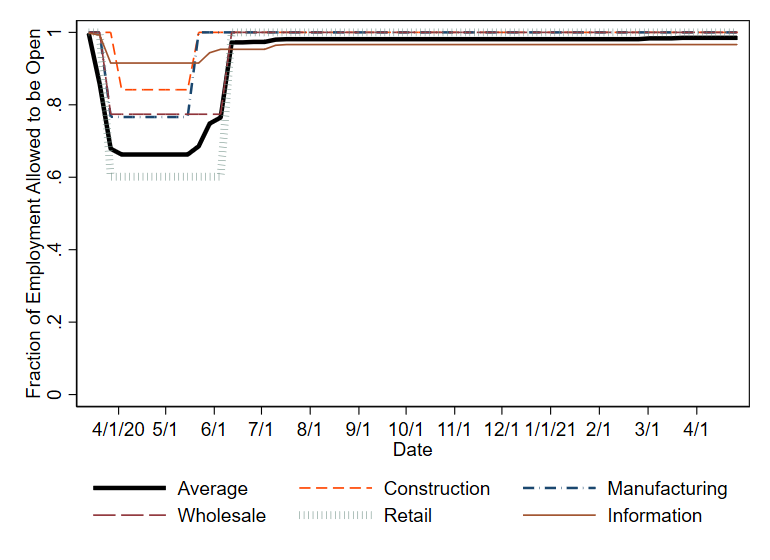 Fraction of Employment Allowed to be Open
1
.8
.6
.4
.2
0
4/1/20 5/1 6/1 7/1 8/1 9/1 10/1 11/1 12/1 1/1/21 2/1 3/1 4/1
Date
Average Construction Manufacturing
Wholesale Retail Information